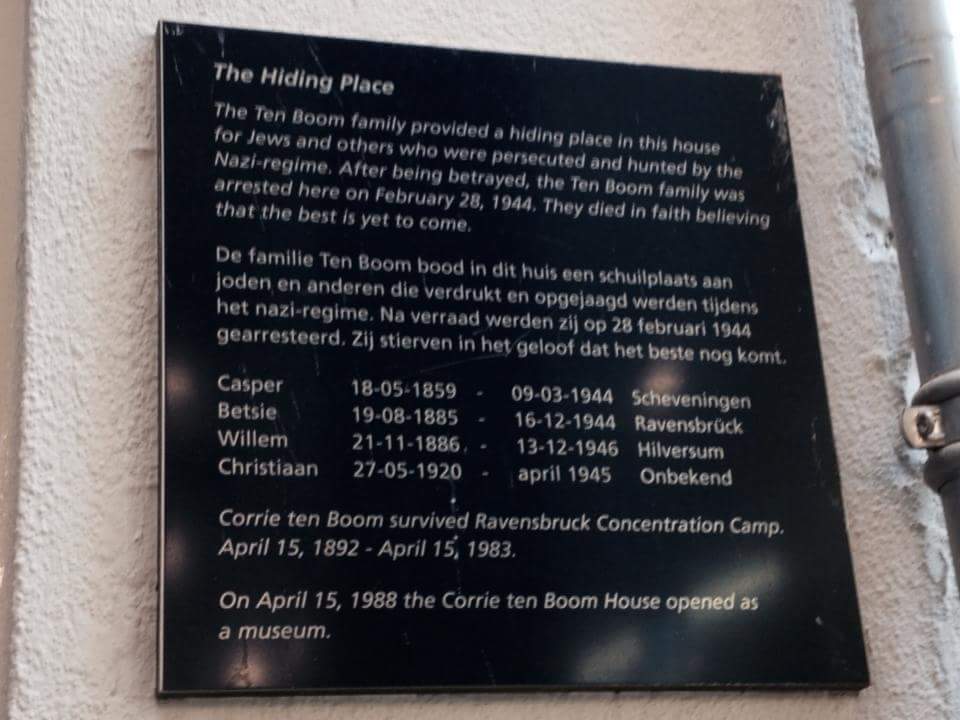 The Hiding Place
The Ten Boom family provided a hiding place in this house
for Jews and others who were persecuted and hunted by the
Nazi-regime. After being betrayed, the Ten Boom family was
arrested here on February 28, 1944. They died in faith believing
that the best is yet to come.
De familie Ten Boom bood in dit huis een schuilplaats aan
joden en anderen die verdrukt en opgejaagd werden tijdens
het nazi-regime. Na verraad werden zij op 28 februari 1944
gearresteerd. Zij stierven in het geloof dat het beste nog komt.
Casper 18-05-1859 - 09-03-1944 Scheveningen
Betsie 19-08-1885 - 16-12-1944 Ravensbrück
Willem 21-11-1886 - 13-12-1946 Hilversum
Christiaan 27-05-1920 - april 1945 Onbekend
Corrie ten Boom survived Ravensbruck Concentration Camp.
April 15, 1892 - April 15, 1983.
On April 15, 1988 the Corrie ten Boom House opened as
a museum.